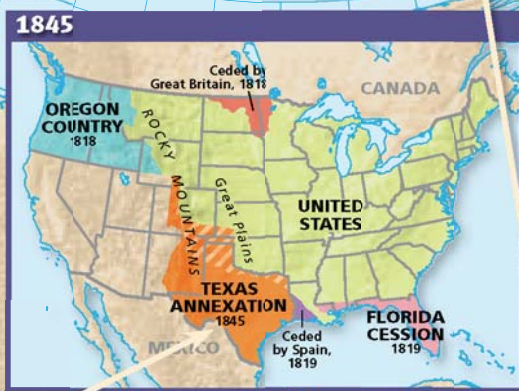 1845
Ceded by
Great Britain, 1818
CANADA
OREGON
COUNTRY
1818
ROCKY MOUNTAINS
Great Plains
UNITED
STATES
TEXAS
ANNEXATION
1845
MEXICO
Ceded
by Spain,
1819
FLORIDA
CESSION
1819